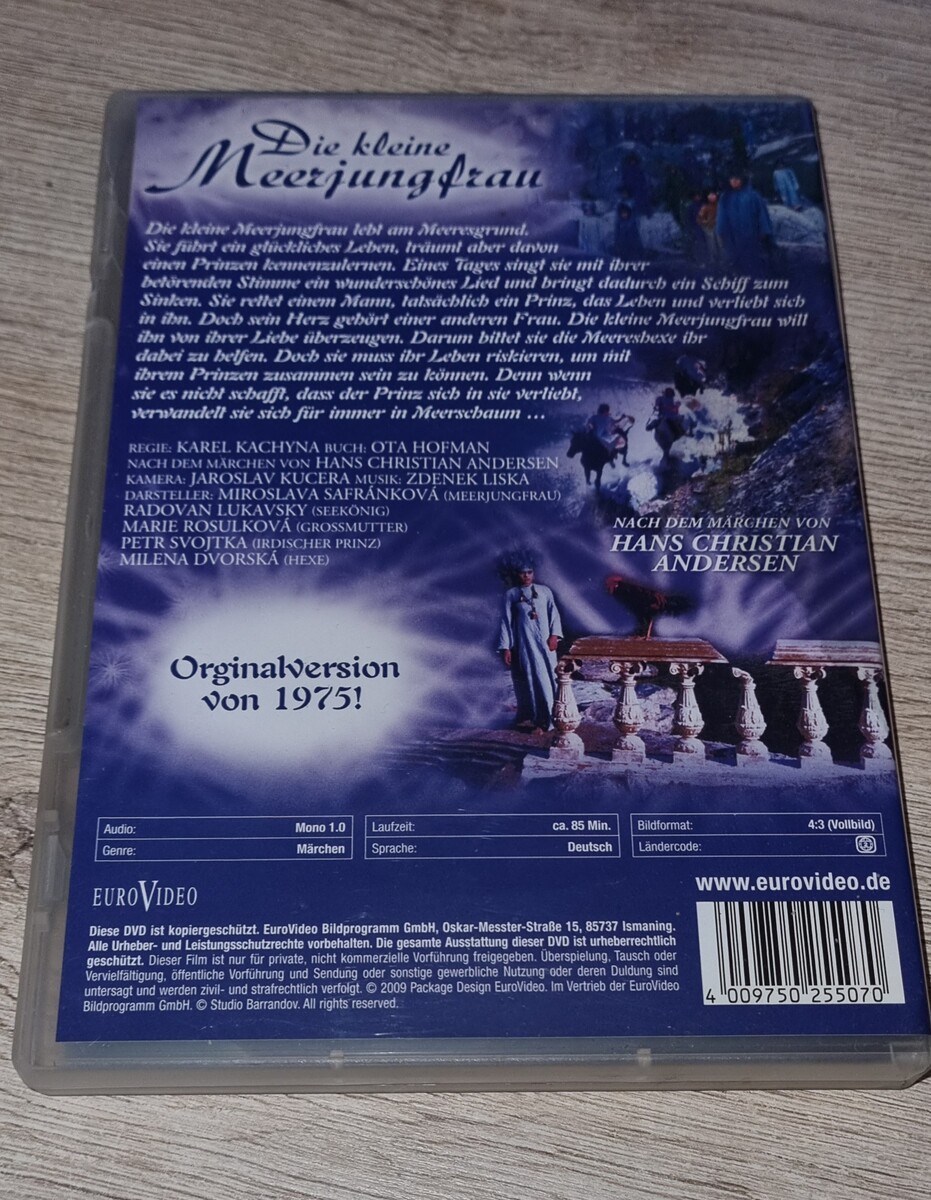 Die kleine
Meerjungfrau
Die kleine Meerjungfrau lebt am Meeresgrund.
Sie führt ein glückliches Leben, träumt aber davon
einen Prinzen kennenzulernen. Eines Tages singt sie mit ihrer
betörenden Stimme ein wunderschönes Lied und bringt dadurch ein Schiff zum
Sinken. Sie rettet einem Mann, tatsächlich ein Prinz, das Leben und verliebt sich
in ihn. Doch sein Herz gehört einer anderen Frau. Die kleine Meerjungfrau will
ihn von ihrer Liebe überzeugen. Darum bittet sie die Meereshexe ihr
dabei zu helfen. Doch sie muss ihr Leben riskieren, um mit
ihrem Prinzen zusammen sein zu können. Denn wenn
sie es nicht schafft, dass der Prinz sich in sie verliebt,
verwandelt sie sich für immer in Meerschaum ...
REGIE: KAREL KACHYNA BUCH: OTA HOFMAN
NACH DEM MÄRCHEN VON HANS CHRISTIAN ANDERSEN
KAMERA: JAROSLAV KUCERA MUSIK: ZDENEK LISKA
DARSTELLER: MIROSLAVA SAFRÁNKOVÁ (MEERJUNGFRAU)
RADOVAN LUKAVSKY (SEEKÖNIG)
MARIE ROSULKOVÁ (GROSSMUTTER)
PETR SVOJTKA (IRDISCHER PRINZ)
MILENA DVORSKÁ (HEXE)
NACH DEM MÄRCHEN VON
HANS CHRISTIAN
ANDERSEN
Orginalversion
von 1975!
Audio: Mono 1.0
Genre: Märchen
Laufzeit: ca. 85 Min.
Sprache: Deutsch
Bildformat: 4:3 (Vollbild)
Ländercode:
EUROVIDEO
www.eurovideo.de
Diese DVD ist kopiergeschützt. EuroVideo Bildprogramm GmbH, Oskar-Messter-Straße 15, 85737 Ismaning.
Alle Urheber- und Leistungsschutzrechte vorbehalten. Die gesamte Ausstattung dieser DVD ist urheberrechtlich
geschützt. Dieser Film ist nur für private, nicht kommerzielle Vorführung freigegeben. Überspielung, Tausch oder
Vervielfältigung, öffentliche Vorführung und Sendung oder sonstige gewerbliche Nutzung oder deren Duldung sind
untersagt und werden zivil- und strafrechtlich verfolgt. © 2009 Package Design EuroVideo. Im Vertrieb der EuroVideo
Bildprogramm GmbH. © Studio Barrandov. All rights reserved.
4 009750 255070